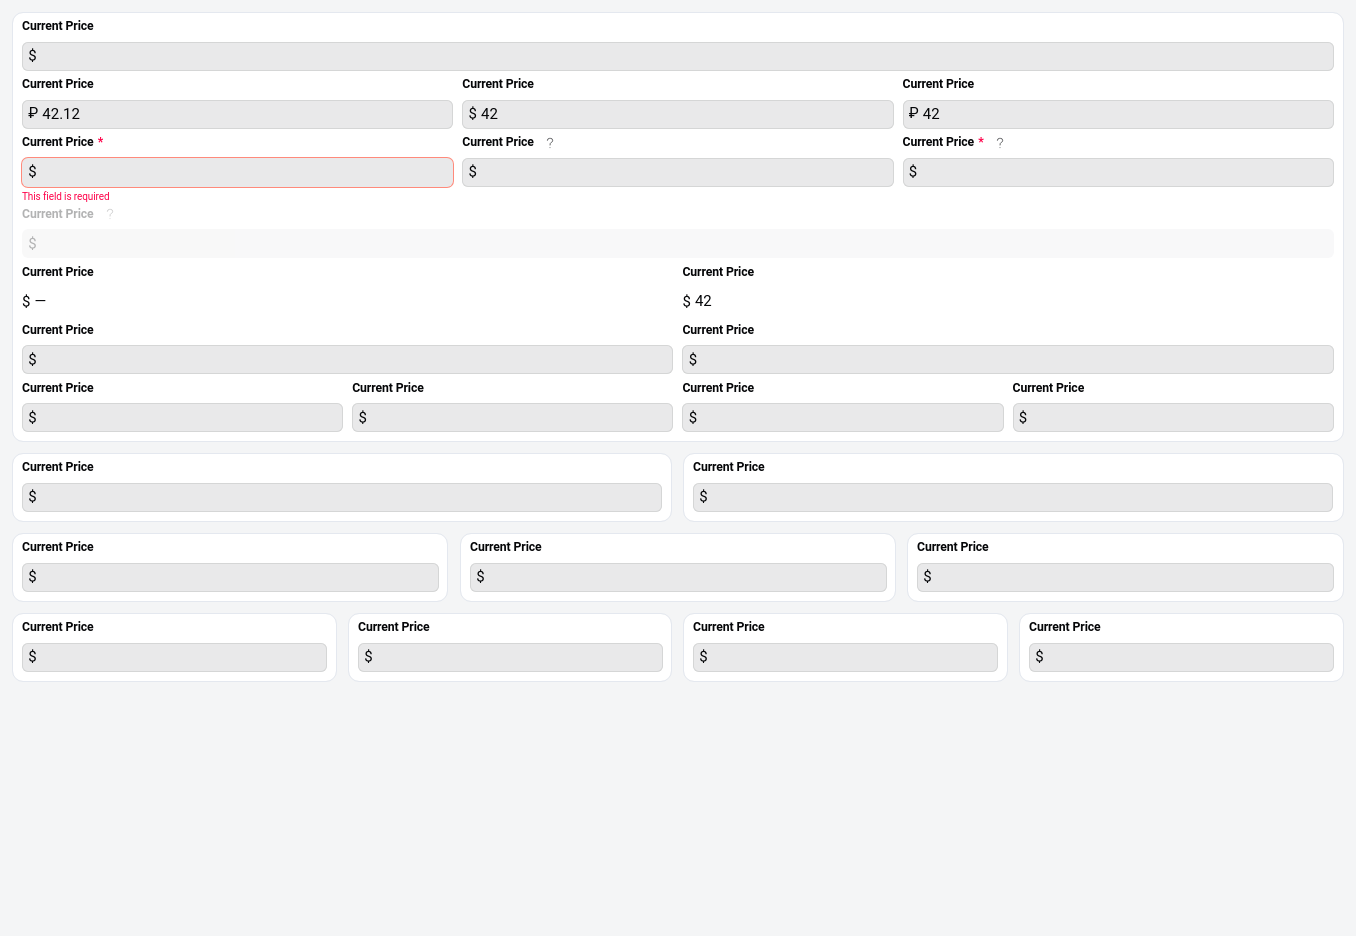 Current Price
$
Current Price Current Price Current Price
₽ 42.12 $ 42 ₽ 42
Current Price * Current Price ? Current Price * ?
$ $ $
This field is required
Current Price ?
$
Current Price Current Price
$ — $ 42
Current Price Current Price
$ $
Current Price Current Price Current Price Current Price
$ $ $ $
Current Price Current Price
$ $
Current Price Current Price Current Price
$ $ $
Current Price Current Price Current Price Current Price
$ $ $ $